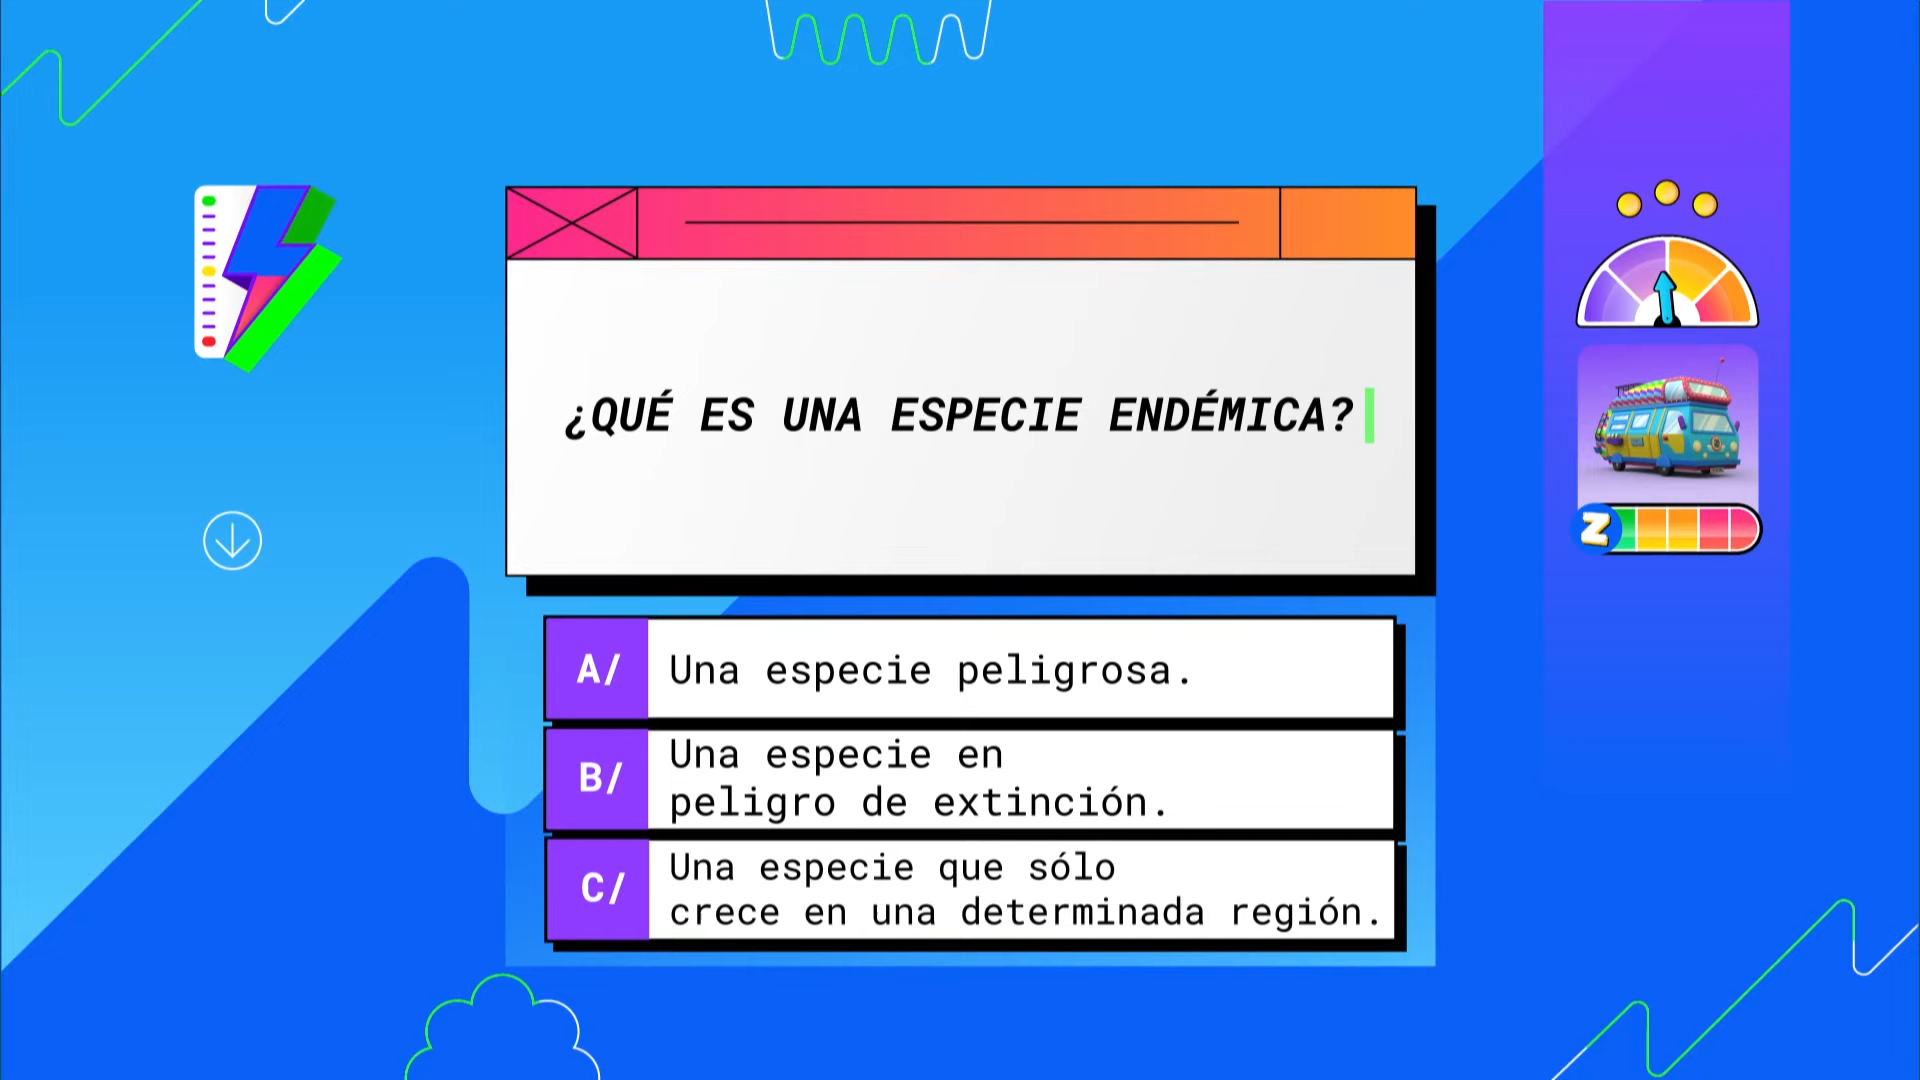 ¿QUÉ ES UNA ESPECIE ENDÉMICA?
A/ Una especie peligrosa.
B/ Una especie en
peligro de extinción.
C/ Una especie que sólo
crece en una determinada región.
Z